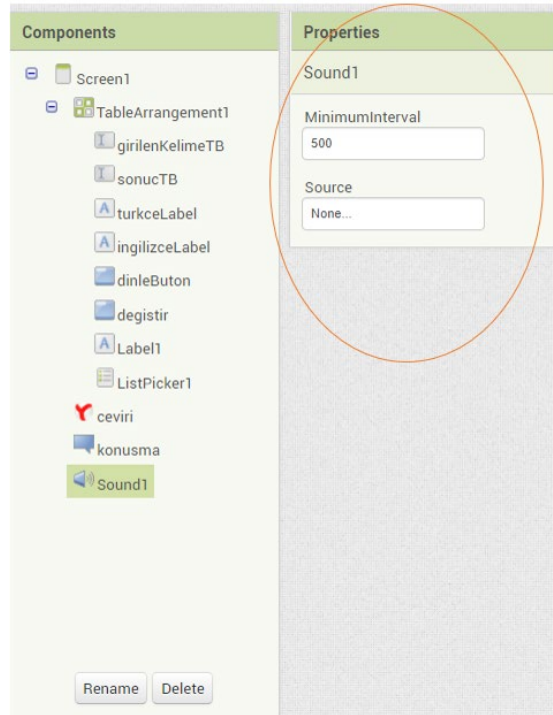 Components
Screen1
TableArrangement1
girilenKelimeTB
sonucTB
turkceLabel
ingilizceLabel
dinleButon
degistir
Label1
ListPicker1
ceviri
konusma
Sound1
Rename Delete
Properties
Sound1
MinimumInterval
500
Source
None...